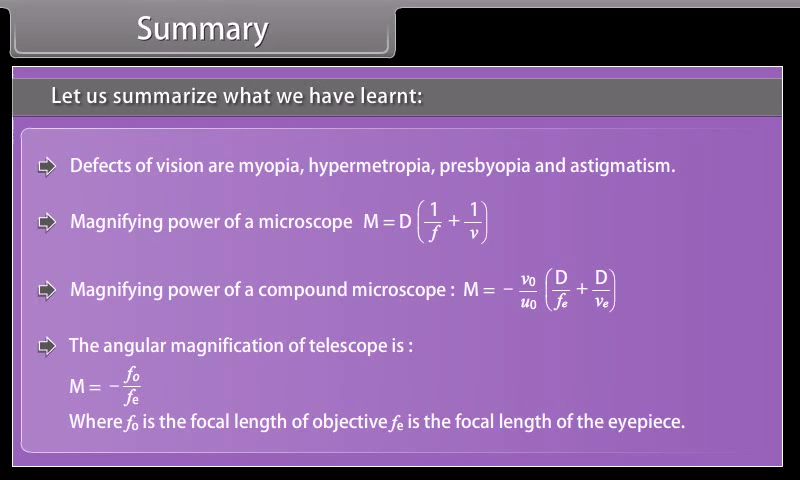 Summary
Let us summarize what we have learnt:
Defects of vision are myopia, hypermetropia, presbyopia and astigmatism.
Magnifying power of a microscope M = D (1/f + 1/v)
Magnifying power of a compound microscope : M = - v₀/u₀ (D/fₑ + D/vₑ)
The angular magnification of telescope is :
M = - fₒ/fₑ
Where fₒ is the focal length of objective fₑ is the focal length of the eyepiece.